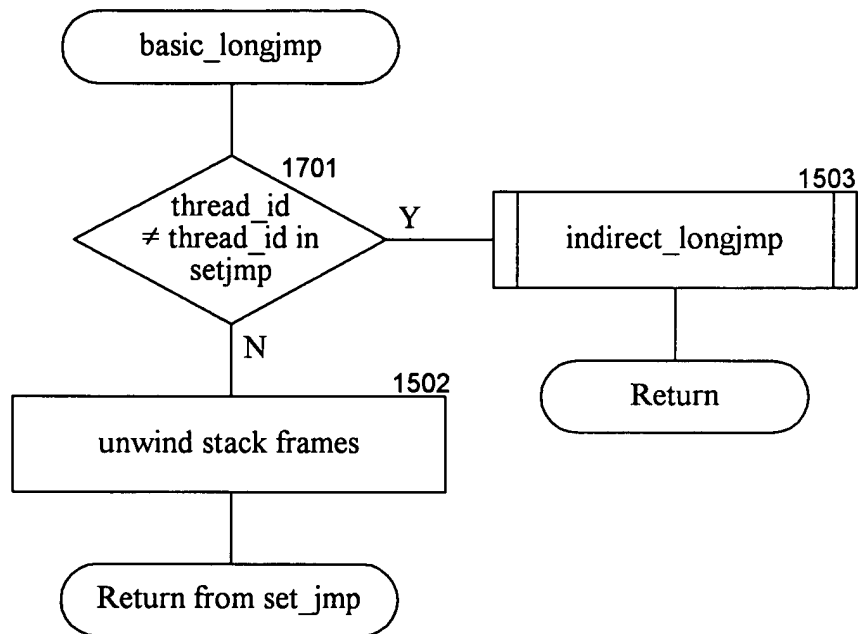 basic_longjmp
1701
thread_id
≠ thread_id in
setjmp
Y
1503
indirect_longjmp
N
Return
1502
unwind stack frames
Return from set_jmp